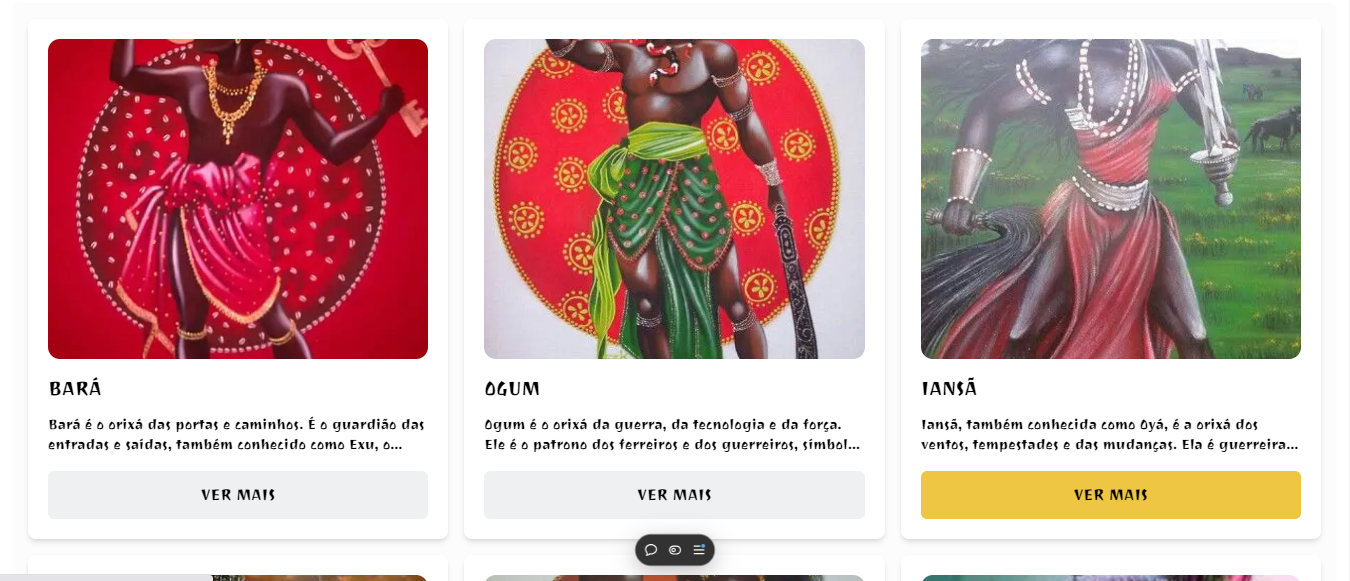 BARÁ
Bará é o orixá das portas e caminhos. É o guardião das
entradas e saídas, também conhecido como Exu, o...
VER MAIS
OGUM
Ogum é o orixá da guerra, da tecnologia e da força.
Ele é o patrono dos ferreiros e dos guerreiros, símbol...
VER MAIS
IANSÃ
Iansã, também conhecida como Oyá, é a orixá dos
ventos, tempestades e das mudanças. Ela é guerreira...
VER MAIS